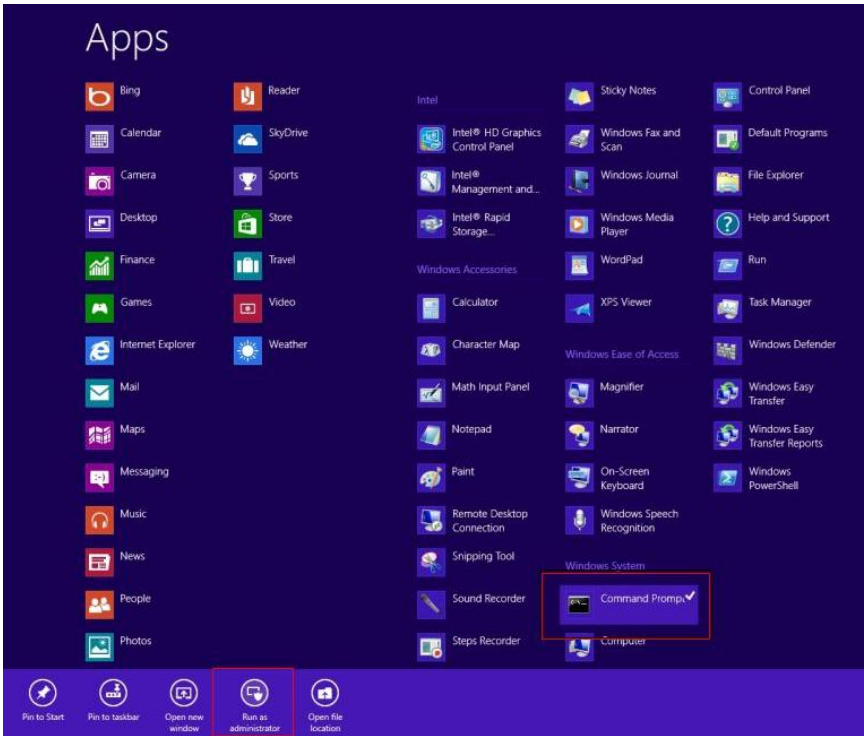 Apps
Bing
Calendar
Camera
Desktop
Finance
Games
Internet Explorer
Mail
Maps
Messaging
Music
News
People
Photos
Reader
SkyDrive
Sports
Store
Travel
Video
Weather
Intel
Intel® HD Graphics
Control Panel
Intel®
Management and...
Intel® Rapid
Storage...
Windows Accessories
Calculator
Character Map
Math Input Panel
Notepad
Paint
Remote Desktop
Connection
Snipping Tool
Sound Recorder
Steps Recorder
Sticky Notes
Windows Fax and
Scan
Windows Journal
Windows Media
Player
WordPad
XPS Viewer
Windows Ease of Access
Magnifier
Narrator
On-Screen
Keyboard
Windows Speech
Recognition
Windows System
Command Promp
Computer
Control Panel
Default Programs
File Explorer
Help and Support
Run
Task Manager
Windows Defender
Windows Easy
Transfer
Windows Easy
Transfer Reports
Windows
PowerShell
Pin to Start
Pin to taskbar
Open new
window
Run as
administrator
Open file
location